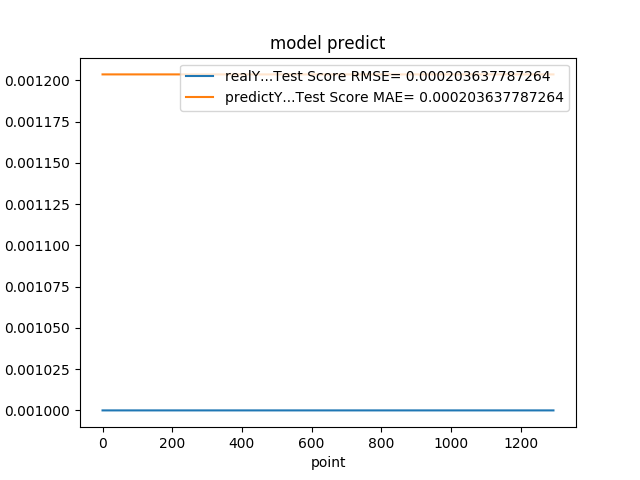 model predict
realY...Test Score RMSE= 0.000203637787264
predictY...Test Score MAE= 0.000203637787264
0.001200
0.001175
0.001150
0.001125
0.001100
0.001075
0.001050
0.001025
0.001000
0 200 400 600 800 1000 1200
point